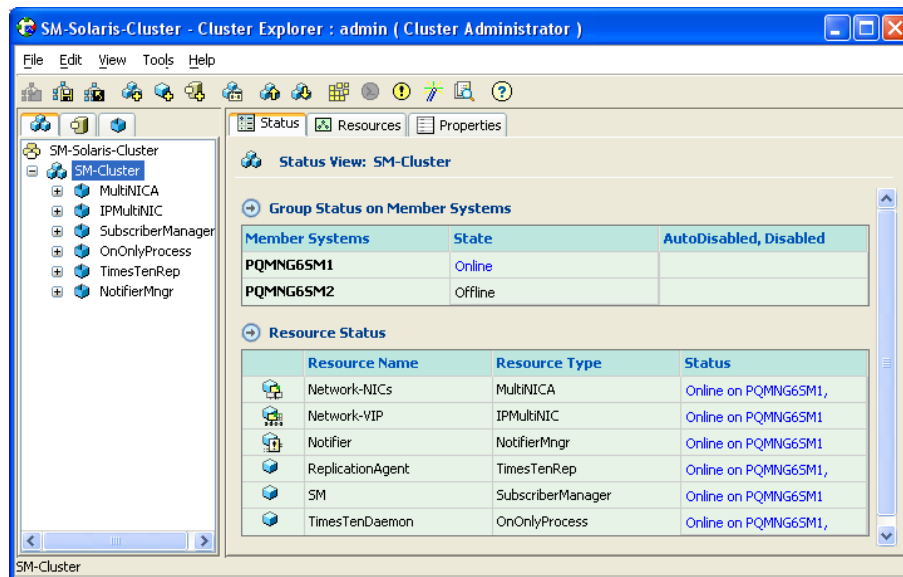 SM-Solaris-Cluster - Cluster Explorer : admin ( Cluster Administrator )
File Edit View Tools Help
Status Resources Properties
SM-Solaris-Cluster
SM-Cluster
MultiNICA
IPMultiNIC
SubscriberManager
OnOnlyProcess
TimesTenRep
NotifierMngr
Status View: SM-Cluster
Group Status on Member Systems
Member Systems State AutoDisabled, Disabled
PQMNG6SM1 Online
PQMNG6SM2 Offline
Resource Status
Resource Name Resource Type Status
Network-NICs MultiNICA Online on PQMNG6SM1,
Network-VIP IPMultiNIC Online on PQMNG6SM1
Notifier NotifierMngr Online on PQMNG6SM1
ReplicationAgent TimesTenRep Online on PQMNG6SM1,
SM SubscriberManager Online on PQMNG6SM1
TimesTenDaemon OnOnlyProcess Online on PQMNG6SM1,
SM-Cluster